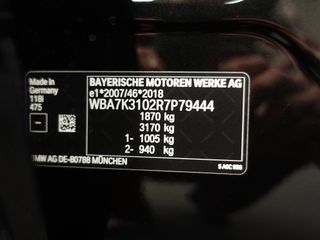 Made in
Germany
118i
475
BAYERISCHE MOTOREN WERKE AG
e1*2007/46*2018
WBA7K3102R7P79444
1870 kg
3170 kg
1- 1005 kg
2- 940 kg
BMW AG DE-80788 MÜNCHEN